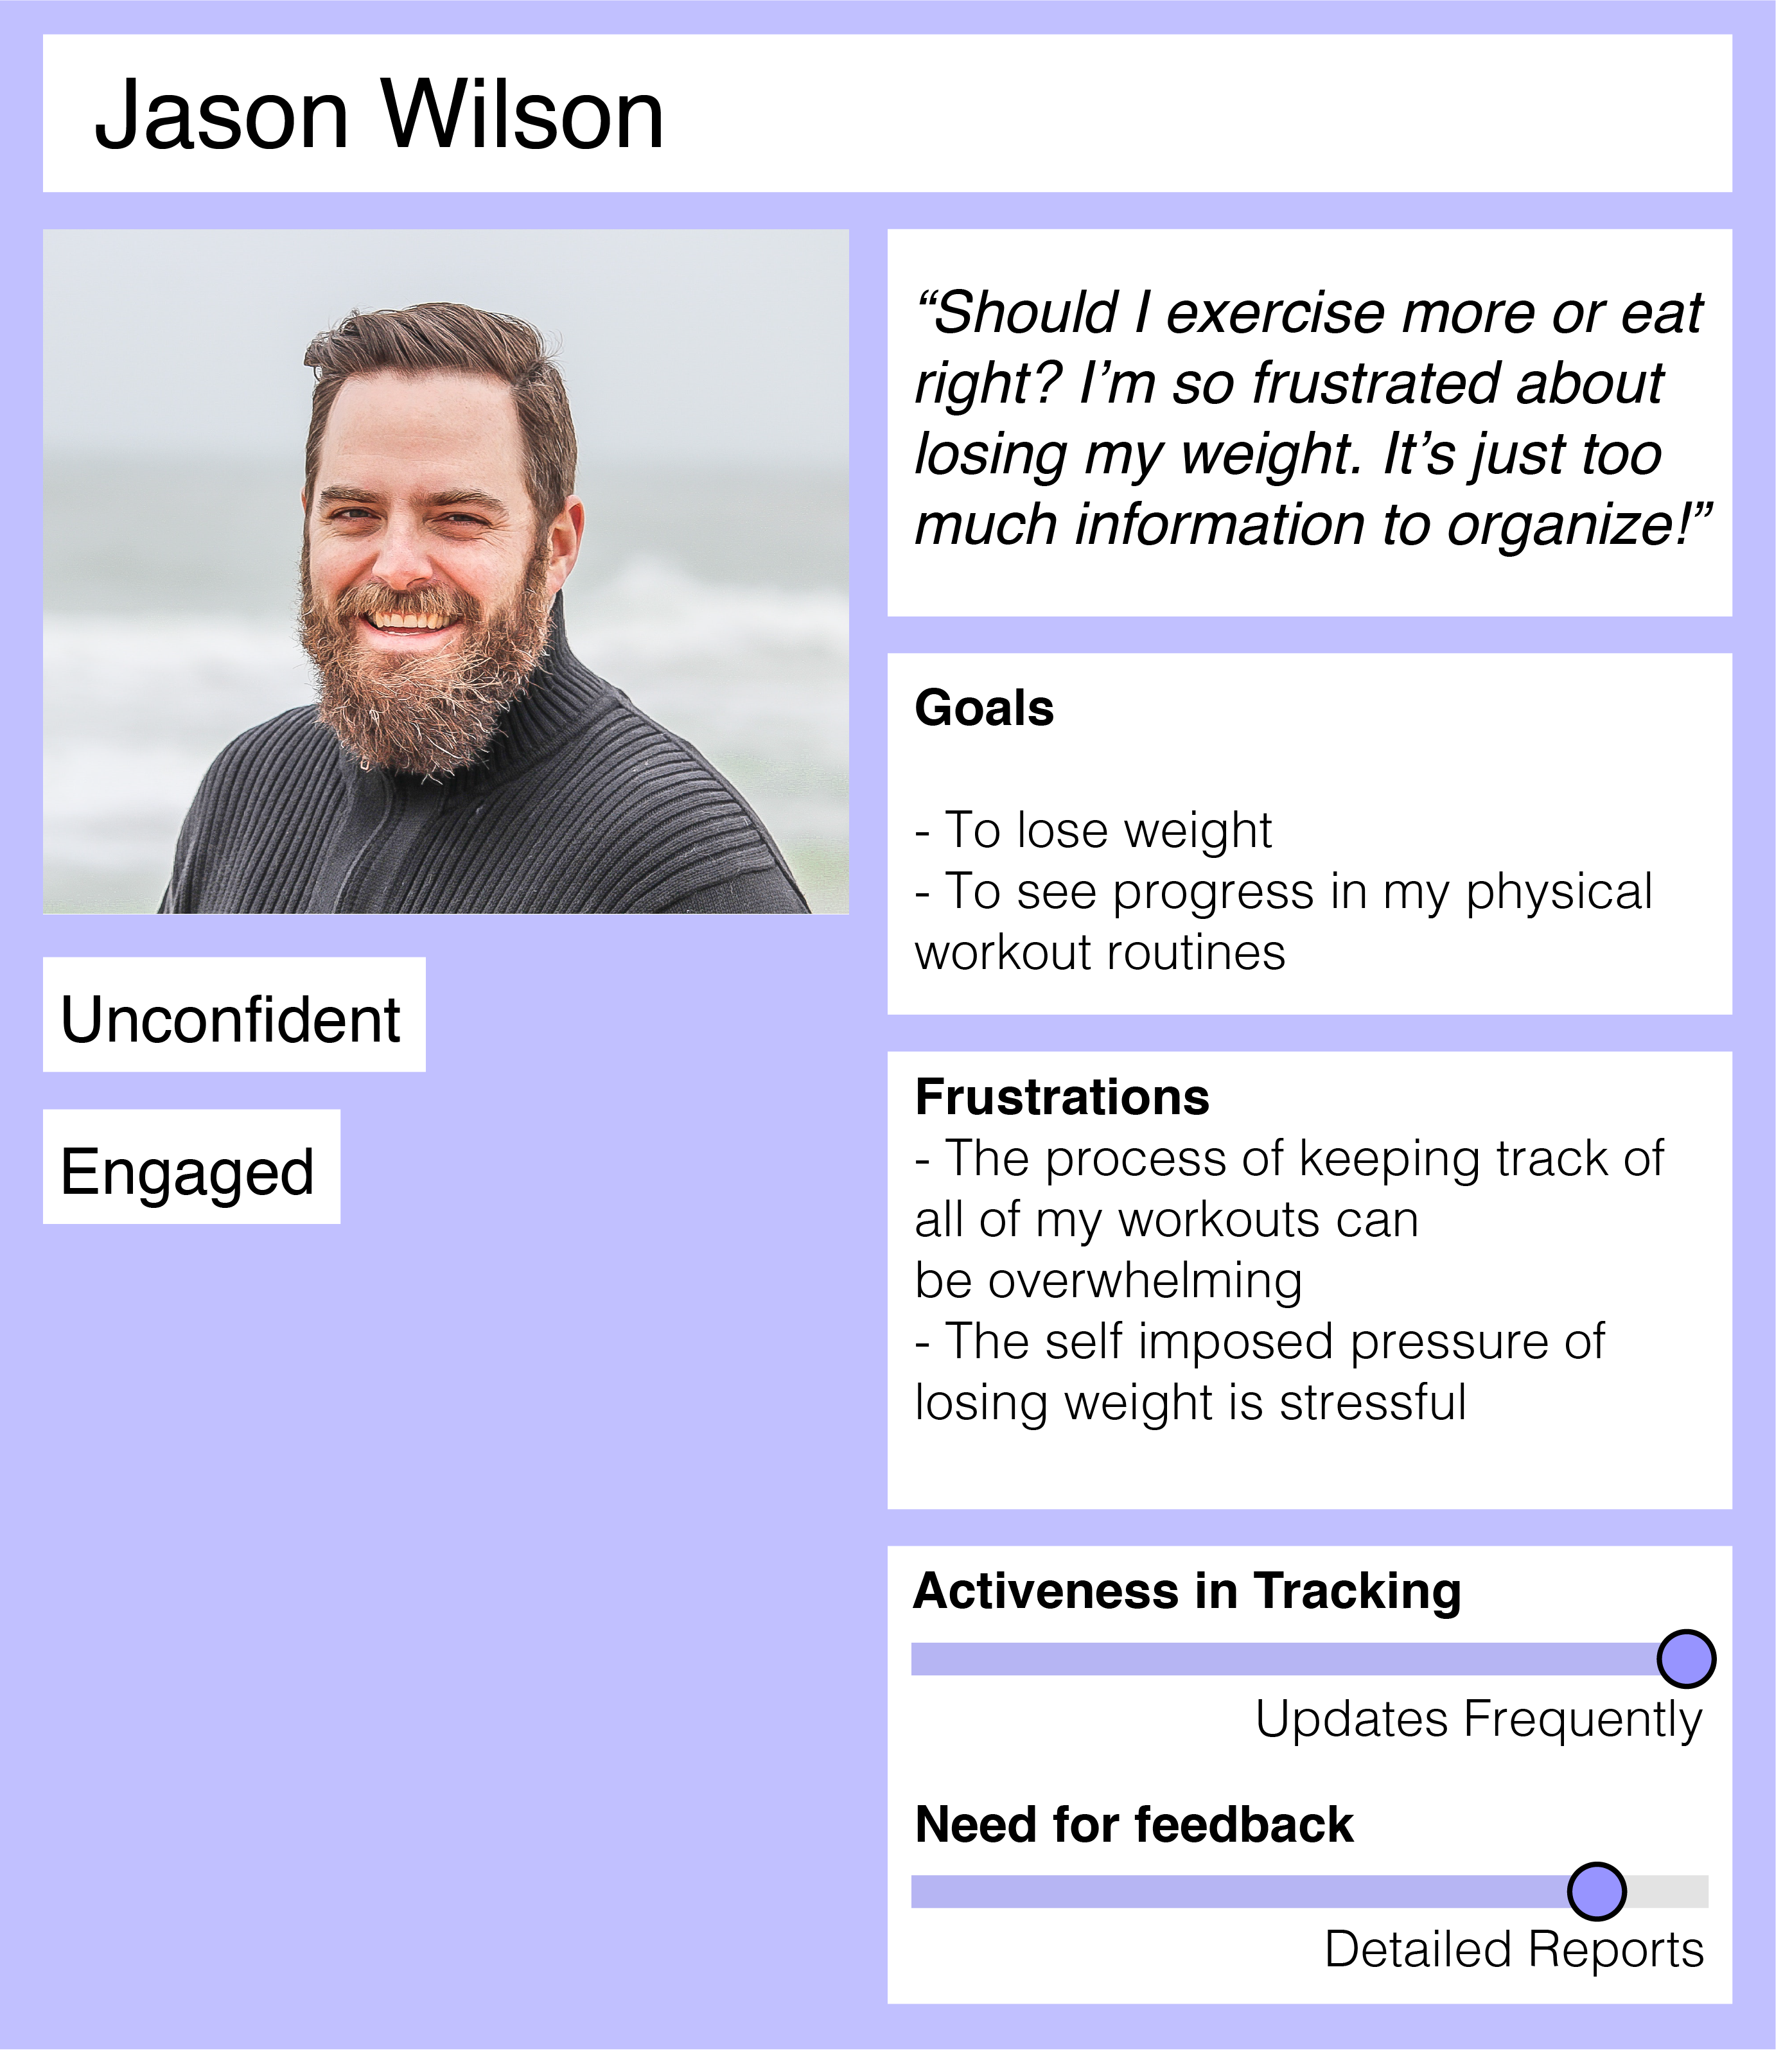 Jason Wilson
“Should I exercise more or eat
right? I’m so frustrated about
losing my weight. It’s just too
much information to organize!”
Goals
- To lose weight
- To see progress in my physical
workout routines
Unconfident
Engaged
Frustrations
- The process of keeping track of
all of my workouts can
be overwhelming
- The self imposed pressure of
losing weight is stressful
Activeness in Tracking
Updates Frequently
Need for feedback
Detailed Reports